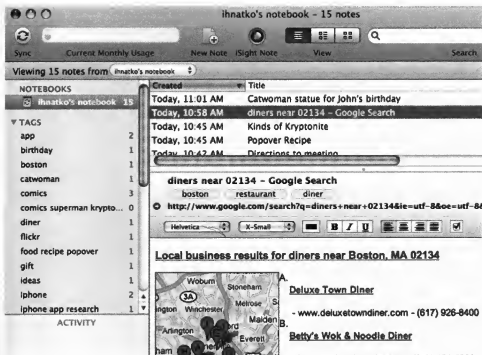 ihnatko's notebook – 15 notes
Sync Current Monthly Usage New Note iSight Note View Search
Viewing 15 notes from ihnatko's notebook
NOTEBOOKS
ihnatko's notebook 15
TAGS
app 2
birthday 1
boston 1
catwoman 1
comics 3
comics superman krypto... 0
diner 1
flickr 1
food recipe popover 1
gift 1
ideas 1
iphone 2
iphone app research 1
ACTIVITY
Created Title
Today, 11:01 AM Catwoman statue for John's birthday
Today, 10:58 AM diners near 02134 – Google Search
Today, 10:45 AM Kinds of Kryptonite
Today, 10:45 AM Popover Recipe
Today, 10:42 AM Directions to meeting
diners near 02134 – Google Search
boston restaurant diner
http://www.google.com/search?q=diners+near+02134&ie=utf-8&oe=utf-8&
Helvetica X-Small B I U
Local business results for diners near Boston, MA 02134
Woburn
Stoneham
3A
ington Winchester Melrose
Malden
Arlington
Everett
ham
A.
Deluxe Town Diner
- www.deluxetowndiner.com - (617) 926-8400
B.
Betty's Wok & Noodle Diner